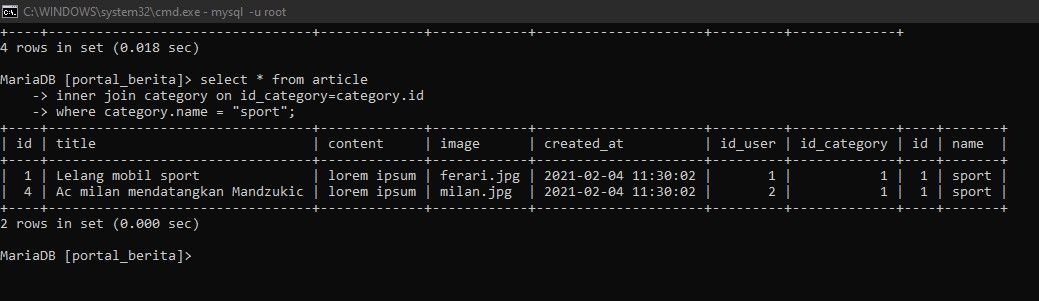 C:\WINDOWS\system32\cmd.exe - mysql  -u root
+----+---------------------------------+-------------+------------+---------------------+---------+-------------+
4 rows in set (0.018 sec)
MariaDB [portal_berita]> select * from article
    -> inner join category on id_category=category.id
    -> where category.name = "sport";
+----+---------------------------------+-------------+------------+---------------------+---------+-------------+----+-------+
| id | title                           | content     | image      | created_at          | id_user | id_category | id | name  |
+----+---------------------------------+-------------+------------+---------------------+---------+-------------+----+-------+
|  1 | Lelang mobil sport              | lorem ipsum | ferari.jpg | 2021-02-04 11:30:02 |       1 |           1 |  1 | sport |
|  4 | Ac milan mendatangkan Mandzukic | lorem ipsum | milan.jpg  | 2021-02-04 11:30:02 |       2 |           1 |  1 | sport |
+----+---------------------------------+-------------+------------+---------------------+---------+-------------+----+-------+
2 rows in set (0.000 sec)
MariaDB [portal_berita]>